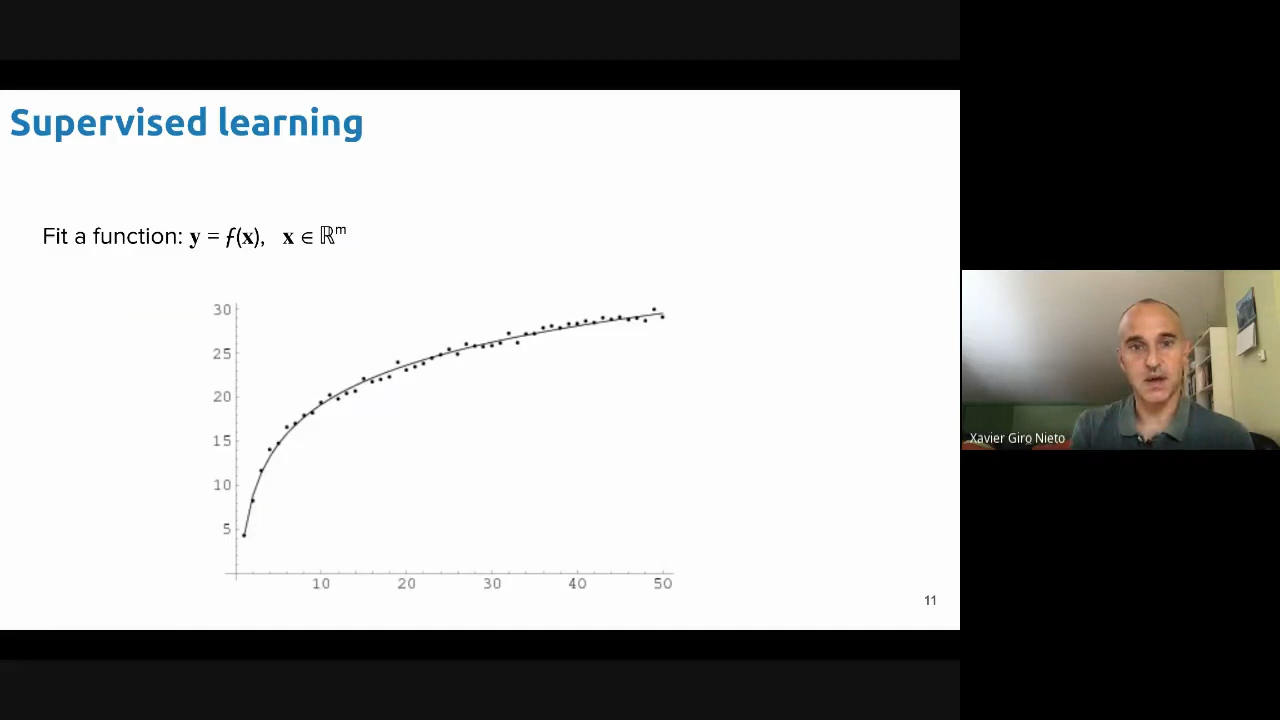 Supervised learning
Fit a function: y = f(x), x ∈ ℝᵐ
30
25
20
15
10
5
10 20 30 40 50
11
Xavier Giro Nieto